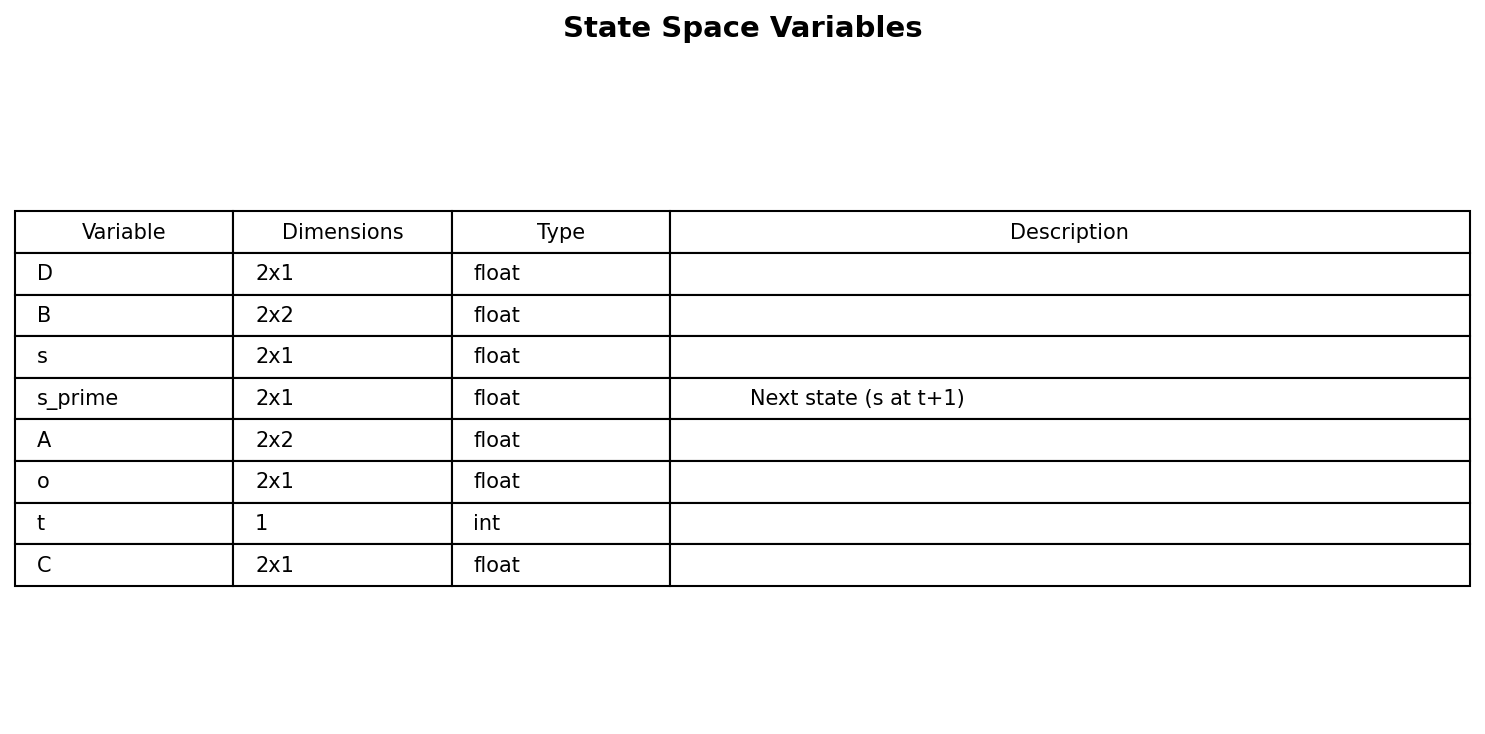 State Space Variables
Variable Dimensions Type Description
D 2x1 float
B 2x2 float
s 2x1 float
s_prime 2x1 float Next state (s at t+1)
A 2x2 float
o 2x1 float
t 1 int
C 2x1 float